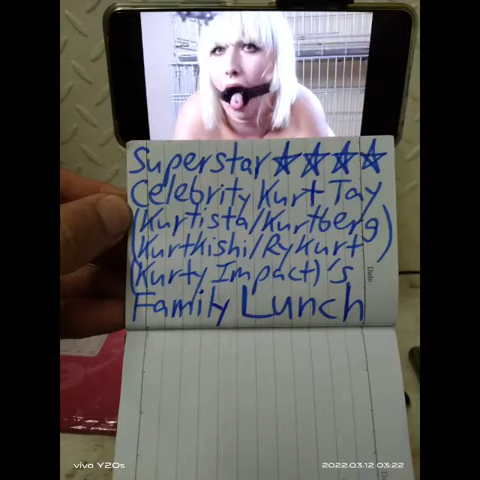 Superstar☆☆☆☆
Celebrity Kurt Tay
(Kurtista/Kurtberg)
(Kurtkishi/RyKurt)
(Kurty Impact)'s
Family Lunch
Date:
vivo Y20s
2022.03.12 03:22